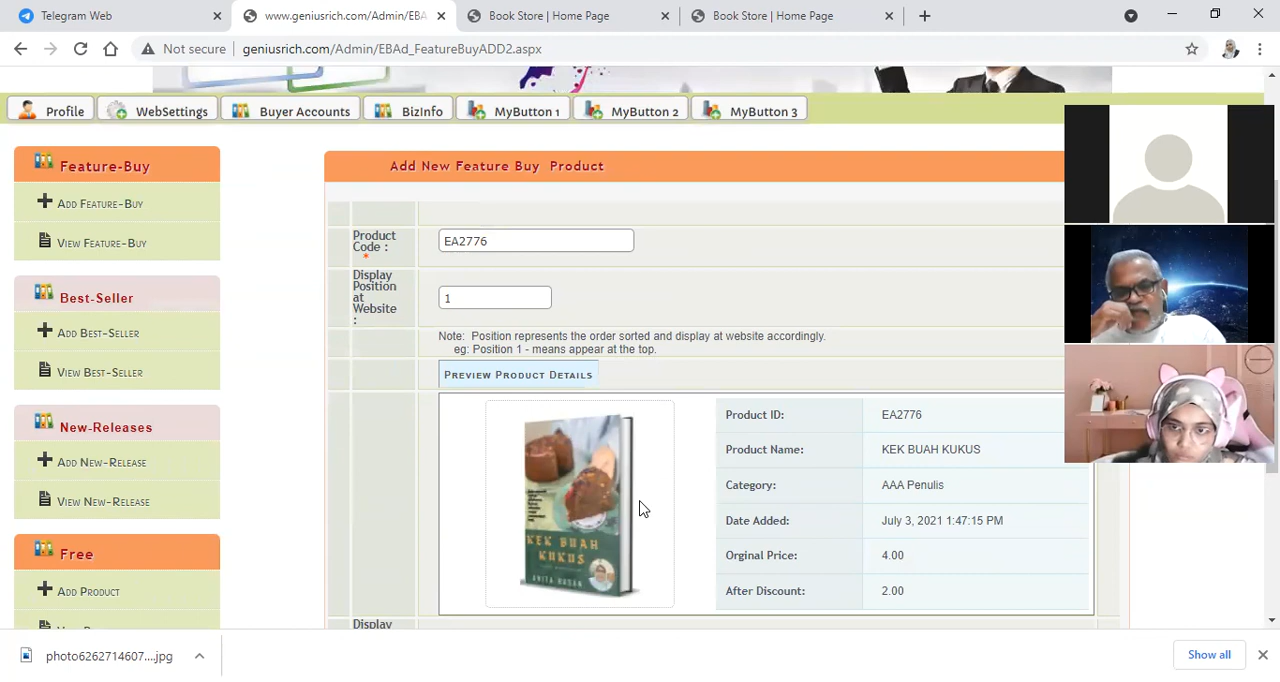 Telegram Web
www.geniusrich.com/Admin/EBA
Book Store | Home Page
Book Store | Home Page
Not secure
geniusrich.com/Admin/EBAd_FeatureBuyADD2.aspx
Profile
WebSettings
Buyer Accounts
BizInfo
MyButton 1
MyButton 2
MyButton 3
Feature-Buy
Add Feature-Buy
View Feature-Buy
Best-Seller
Add Best-Seller
View Best-Seller
New-Releases
Add New-Release
View New-Release
Free
Add Product
Add New Feature Buy Product
Product
Code :
*
EA2776
Display
Position
at
Website
:
1
Note: Position represents the order sorted and display at website accordingly.
eg: Position 1 - means appear at the top.
Preview Product Details
KEK BUAH
KUKUS
ANITA HASAN
Product ID: EA2776
Product Name: KEK BUAH KUKUS
Category: AAA Penulis
Date Added: July 3, 2021 1:47:15 PM
Orginal Price: 4.00
After Discount: 2.00
Display
photo6262714607....jpg
Show all